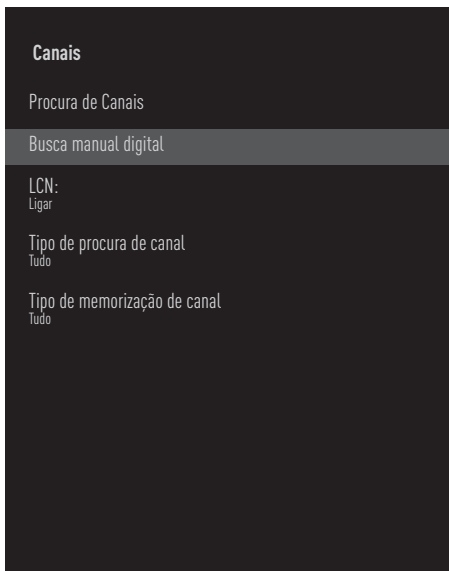 Canais
Procura de Canais
Busca manual digital
LCN:
Ligar
Tipo de procura de canal
Tudo
Tipo de memorização de canal
Tudo